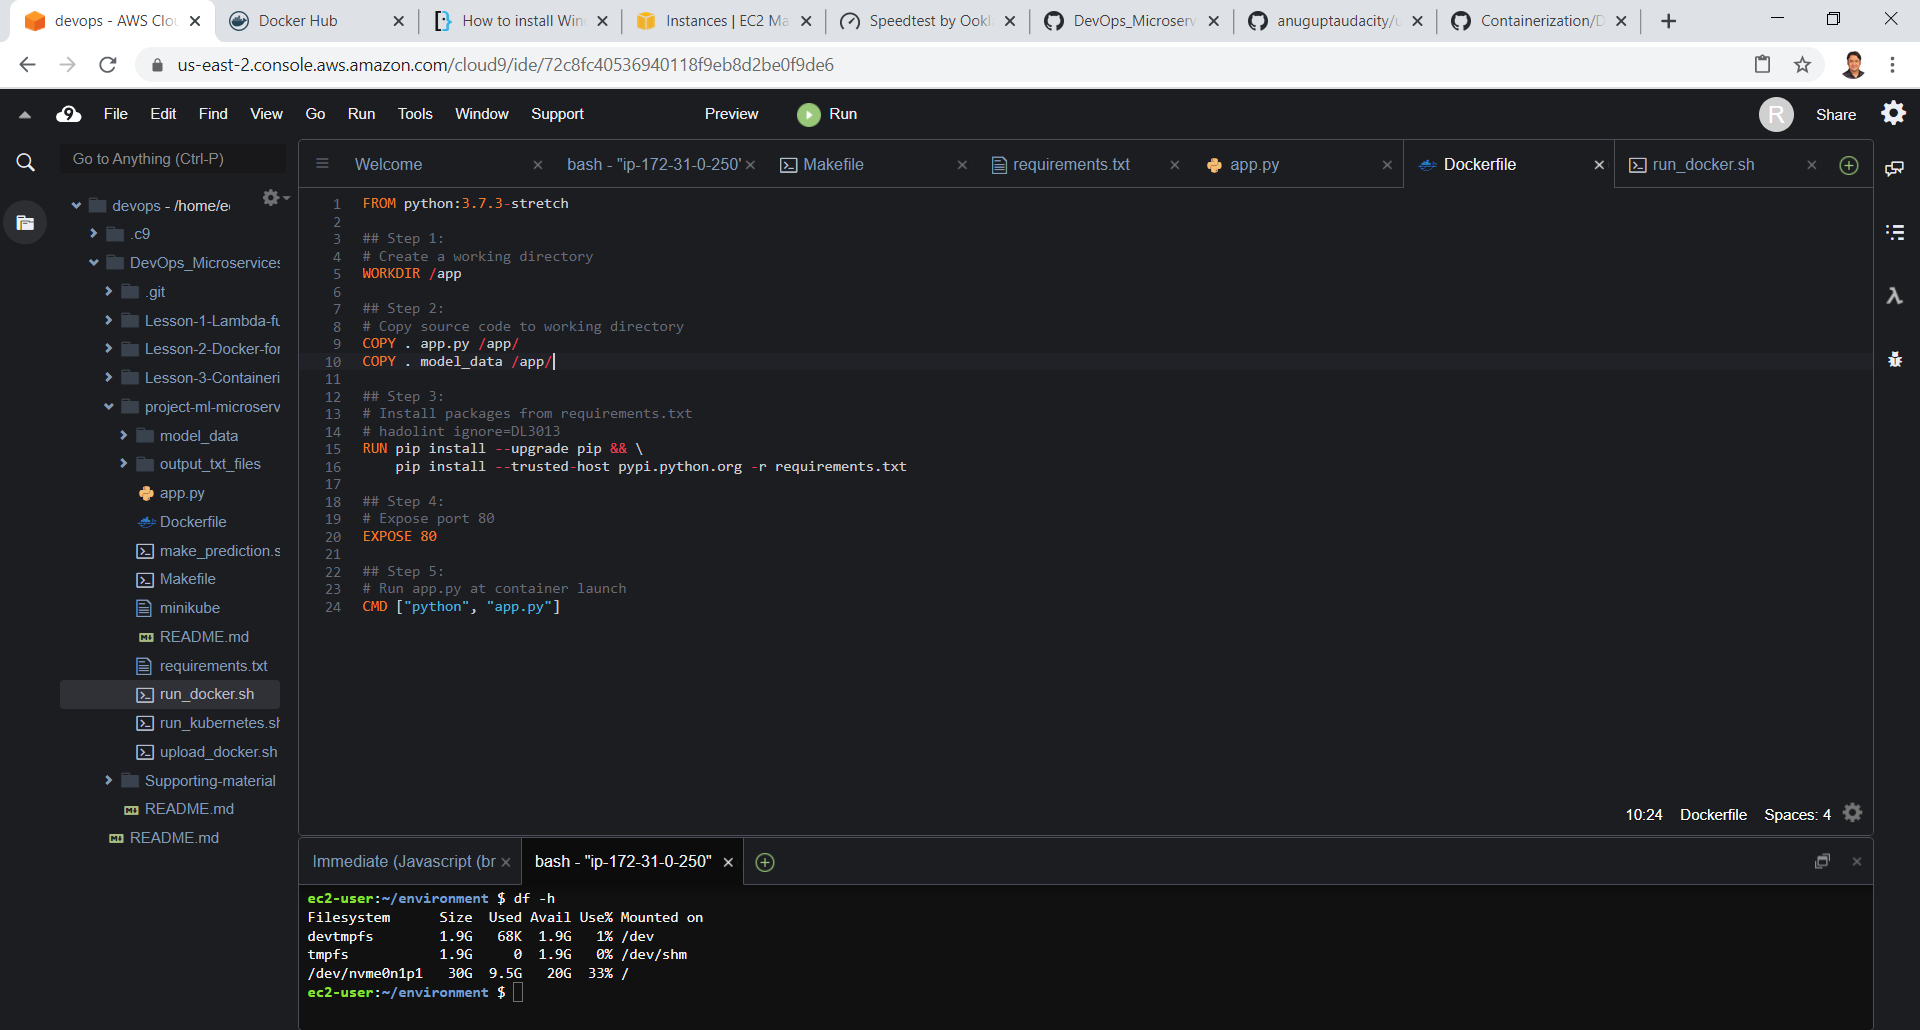 devops - AWS Clou
Docker Hub
How to install Win
Instances | EC2 Ma
Speedtest by Ookl
DevOps_Microserv
anuguptaudacity/u
Containerization/D
us-east-2.console.aws.amazon.com/cloud9/ide/72c8fc40536940118f9eb8d2be0f9de6
9 File Edit Find View Go Run Tools Window Support Preview Run R Share
Go to Anything (Ctrl-P)
devops - /home/e
.c9
DevOps_Microservices
.git
Lesson-1-Lambda-fu
Lesson-2-Docker-for
Lesson-3-Containeri
project-ml-microserv
model_data
output_txt_files
app.py
Dockerfile
make_prediction.s
Makefile
minikube
README.md
requirements.txt
run_docker.sh
run_kubernetes.sh
upload_docker.sh
Supporting-material
README.md
README.md
Welcome
bash - "ip-172-31-0-250'
Makefile
requirements.txt
app.py
Dockerfile
run_docker.sh
1 FROM python:3.7.3-stretch
2
3 ## Step 1:
4 # Create a working directory
5 WORKDIR /app
6
7 ## Step 2:
8 # Copy source code to working directory
9 COPY . app.py /app/
10 COPY . model_data /app/
11
12 ## Step 3:
13 # Install packages from requirements.txt
14 # hadolint ignore=DL3013
15 RUN pip install --upgrade pip && \
16 pip install --trusted-host pypi.python.org -r requirements.txt
17
18 ## Step 4:
19 # Expose port 80
20 EXPOSE 80
21
22 ## Step 5:
23 # Run app.py at container launch
24 CMD ["python", "app.py"]
10:24 Dockerfile Spaces: 4
Immediate (Javascript (br
bash - "ip-172-31-0-250"
ec2-user:~/environment $ df -h
Filesystem Size Used Avail Use% Mounted on
devtmpfs 1.9G 68K 1.9G 1% /dev
tmpfs 1.9G 0 1.9G 0% /dev/shm
/dev/nvme0n1p1 30G 9.5G 20G 33% /
ec2-user:~/environment $